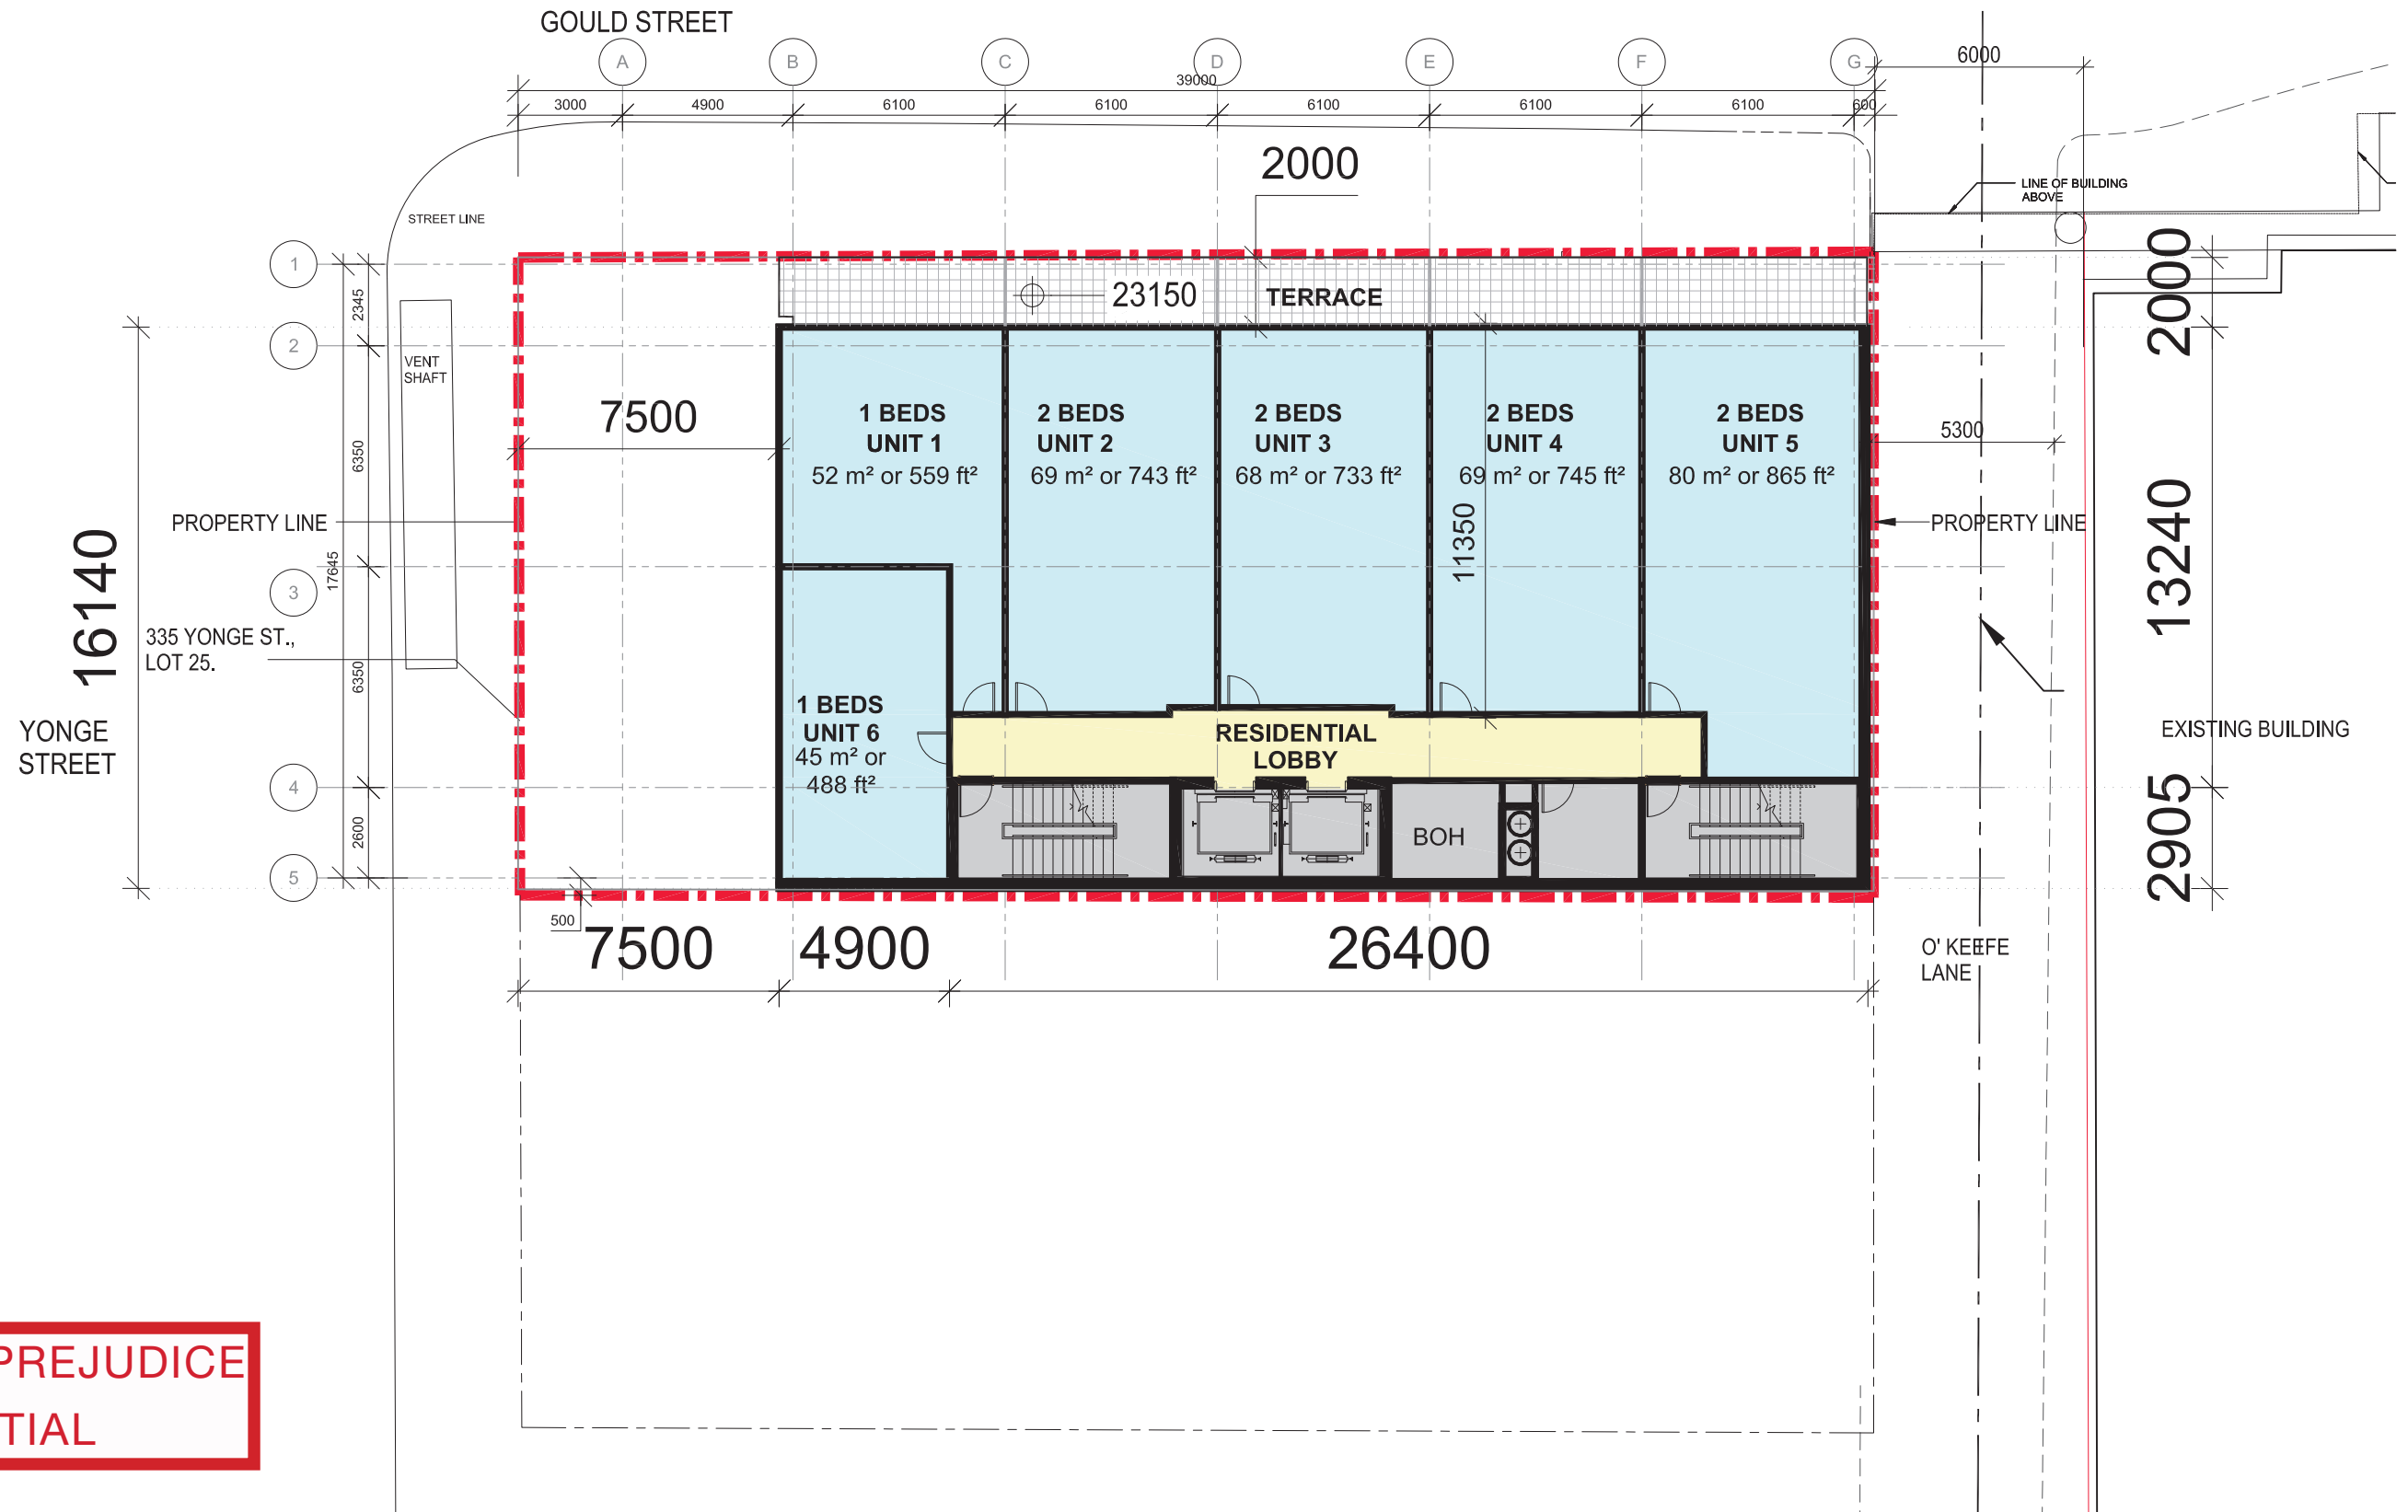 GOULD STREET
A
B
C
D
E
F
G
6000
39000
3000
4900
6100
6100
6100
6100
6100
600
2000
LINE OF BUILDING
ABOVE
STREET LINE
1
2345
23150
TERRACE
2000
2
VENT
SHAFT
7500
1 BEDS
UNIT 1
52 m² or 559 ft²
2 BEDS
UNIT 2
69 m² or 743 ft²
2 BEDS
UNIT 3
68 m² or 733 ft²
2 BEDS
UNIT 4
69 m² or 745 ft²
2 BEDS
UNIT 5
80 m² or 865 ft²
5300
6350
PROPERTY LINE
11350
PROPERTY LINE
13240
16140
17645
3
335 YONGE ST.,
LOT 25.
6350
1 BEDS
UNIT 6
45 m² or
488 ft²
RESIDENTIAL
LOBBY
YONGE
STREET
EXISTING BUILDING
4
2600
BOH
2905
5
500
7500
4900
26400
O' KEEFE
LANE
PREJUDICE
TIAL